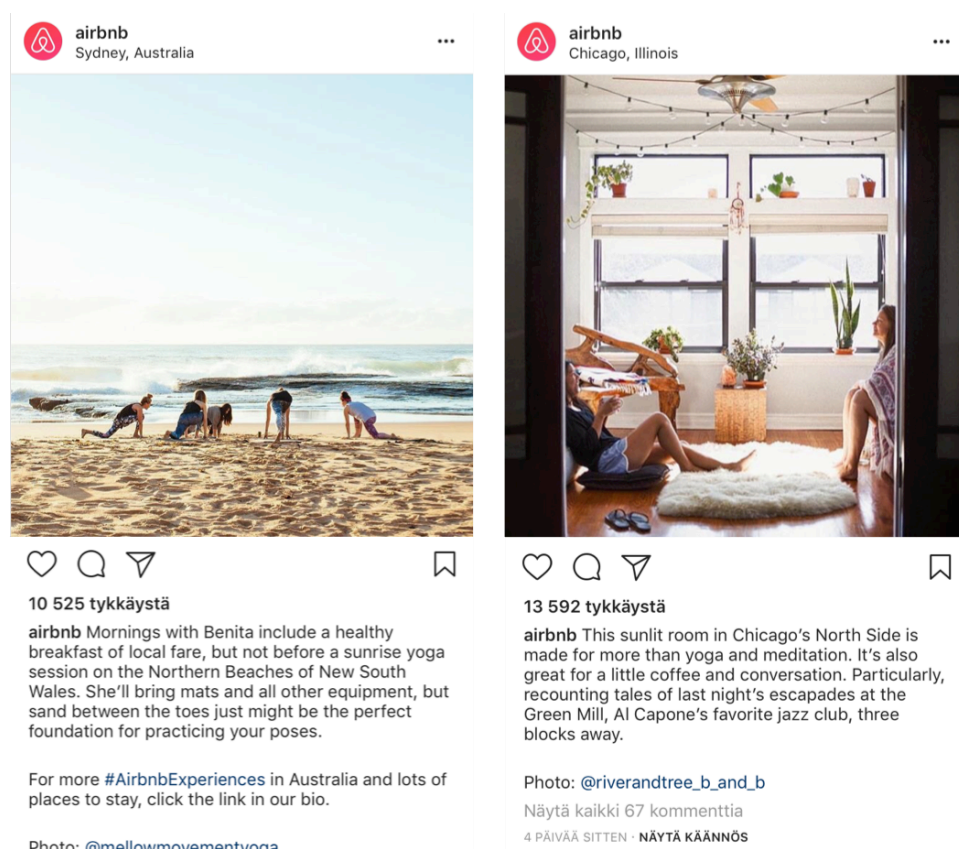 airbnb
Sydney, Australia
10 525 tykkäystä
airbnb Mornings with Benita include a healthy
breakfast of local fare, but not before a sunrise yoga
session on the Northern Beaches of New South
Wales. She'll bring mats and all other equipment, but
sand between the toes just might be the perfect
foundation for practicing your poses.
For more #AirbnbExperiences in Australia and lots of
places to stay, click the link in our bio.
Photo: @mellowmovementyoga
airbnb
Chicago, Illinois
13 592 tykkäystä
airbnb This sunlit room in Chicago's North Side is
made for more than yoga and meditation. It's also
great for a little coffee and conversation. Particularly,
recounting tales of last night's escapades at the
Green Mill, Al Capone's favorite jazz club, three
blocks away.
Photo: @riverandtree_b_and_b
Näytä kaikki 67 kommenttia
4 PÄIVÄÄ SITTEN · NÄYTÄ KÄÄNNÖS